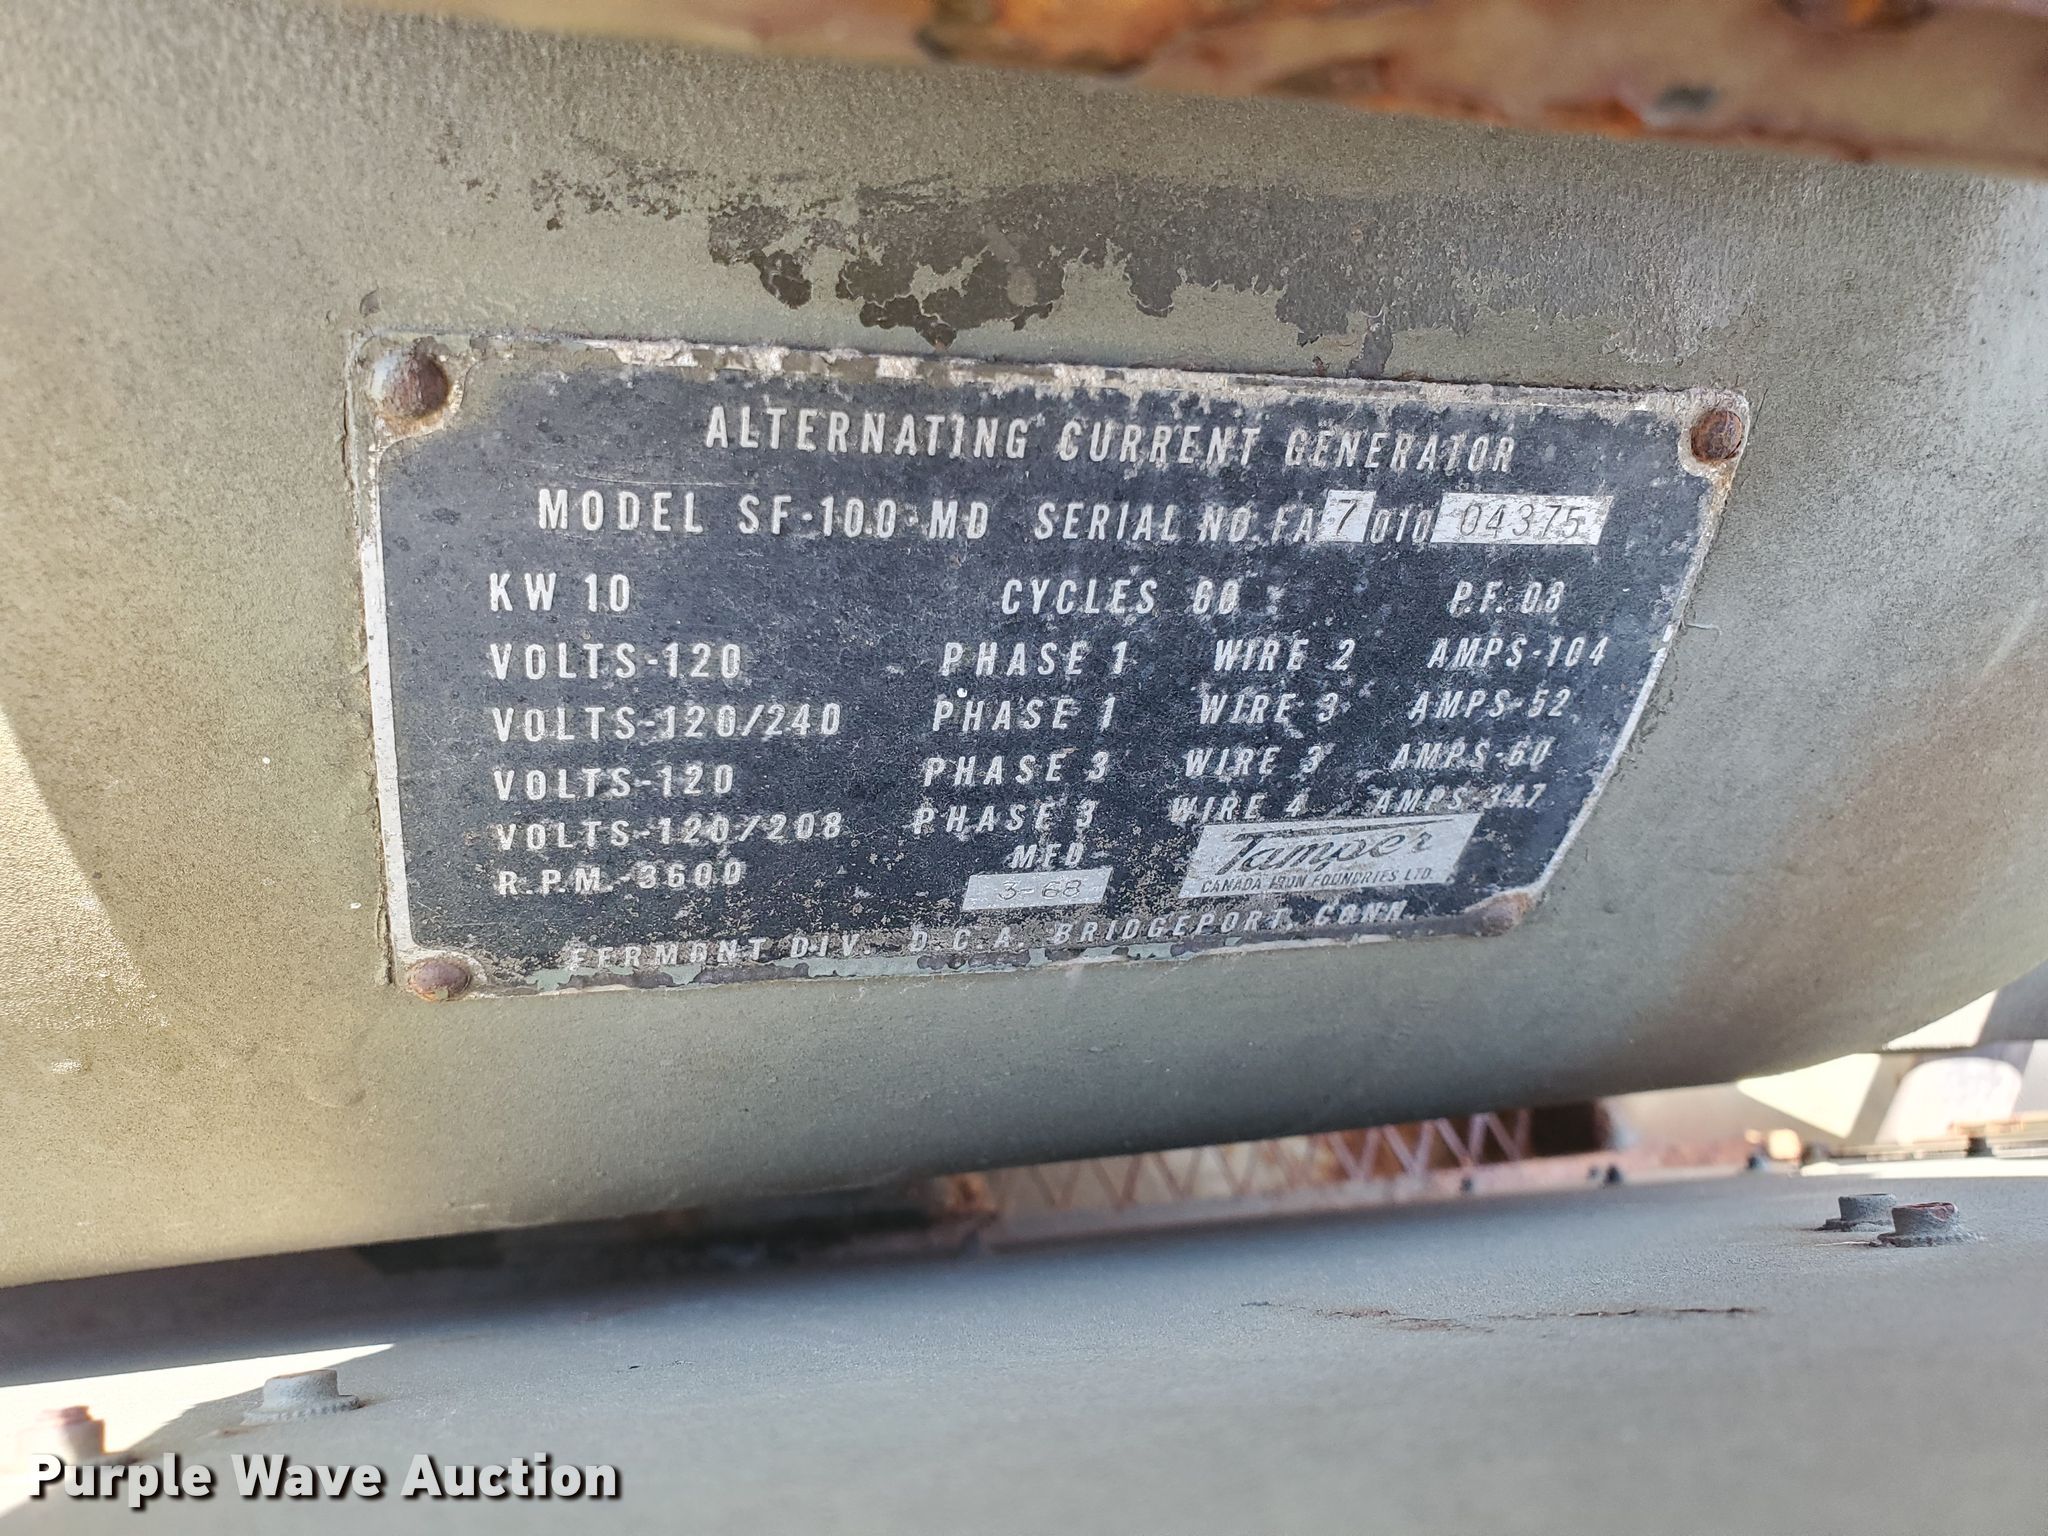 ALTERNATING CURRENT GENERATOR
MODEL SF-10.0-MD SERIAL NO. FA 7 010 04375
KW 10 CYCLES 60 P.F. 0.8
VOLTS-120 PHASE 1 WIRE 2 AMPS-104
VOLTS-120/240 PHASE 1 WIRE 3 AMPS-52
VOLTS-120 PHASE 3 WIRE 3 AMPS-60
VOLTS-120/208 PHASE 3 WIRE 4 AMPS-34.7
R.P.M.-3600 MFD-
3-68
Tamper
CANADA IRON FOUNDRIES LTD.
FERMONT DIV. D.C.A. BRIDGEPORT, CONN.
Purple Wave Auction